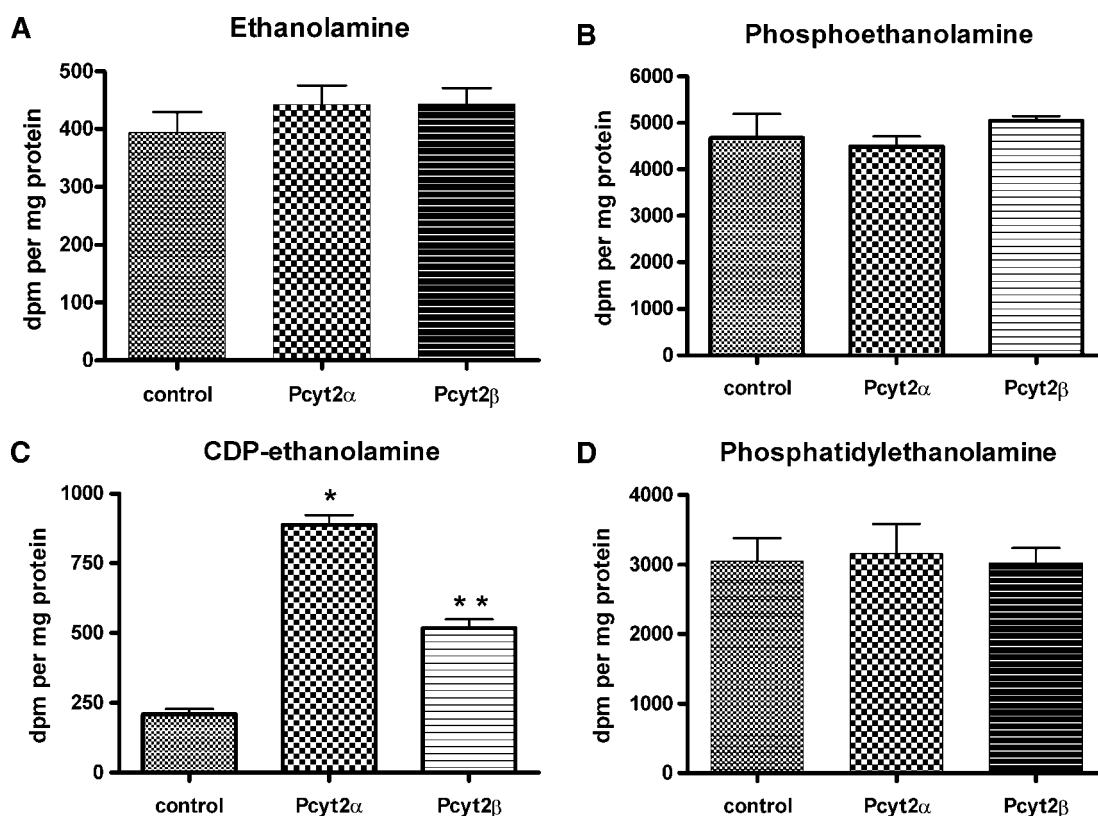 A
Ethanolamine
dpm per mg protein
500
400
300
200
100
0
control Pcyt2α Pcyt2β
B
Phosphoethanolamine
dpm per mg protein
6000
5000
4000
3000
2000
1000
0
control Pcyt2α Pcyt2β
C
CDP-ethanolamine
dpm per mg protein
1000
750
500
250
0
*
* *
control Pcyt2α Pcyt2β
D
Phosphatidylethanolamine
dpm per mg protein
4000
3000
2000
1000
0
control Pcyt2α Pcyt2β